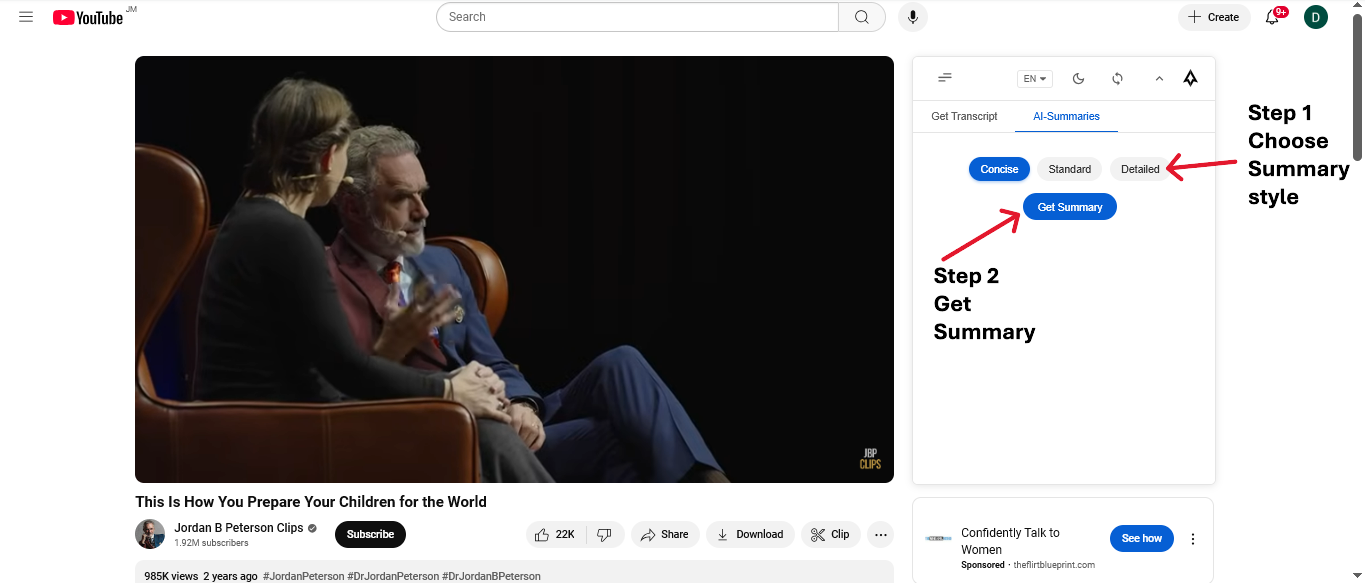 YouTube JM
Search
Create
9+
D
EN
Get Transcript AI-Summaries
Concise Standard Detailed
Get Summary
Step 1
Choose
Summary
style
Step 2
Get
Summary
JBP
CLIPS
This Is How You Prepare Your Children for the World
Jordan B Peterson Clips
1.92M subscribers
Subscribe
22K
Share
Download
Clip
985K views 2 years ago #JordanPeterson #DrJordanPeterson #DrJordanBPeterson
Confidently Talk to
Women
Sponsored · theflirtblueprint.com
See how